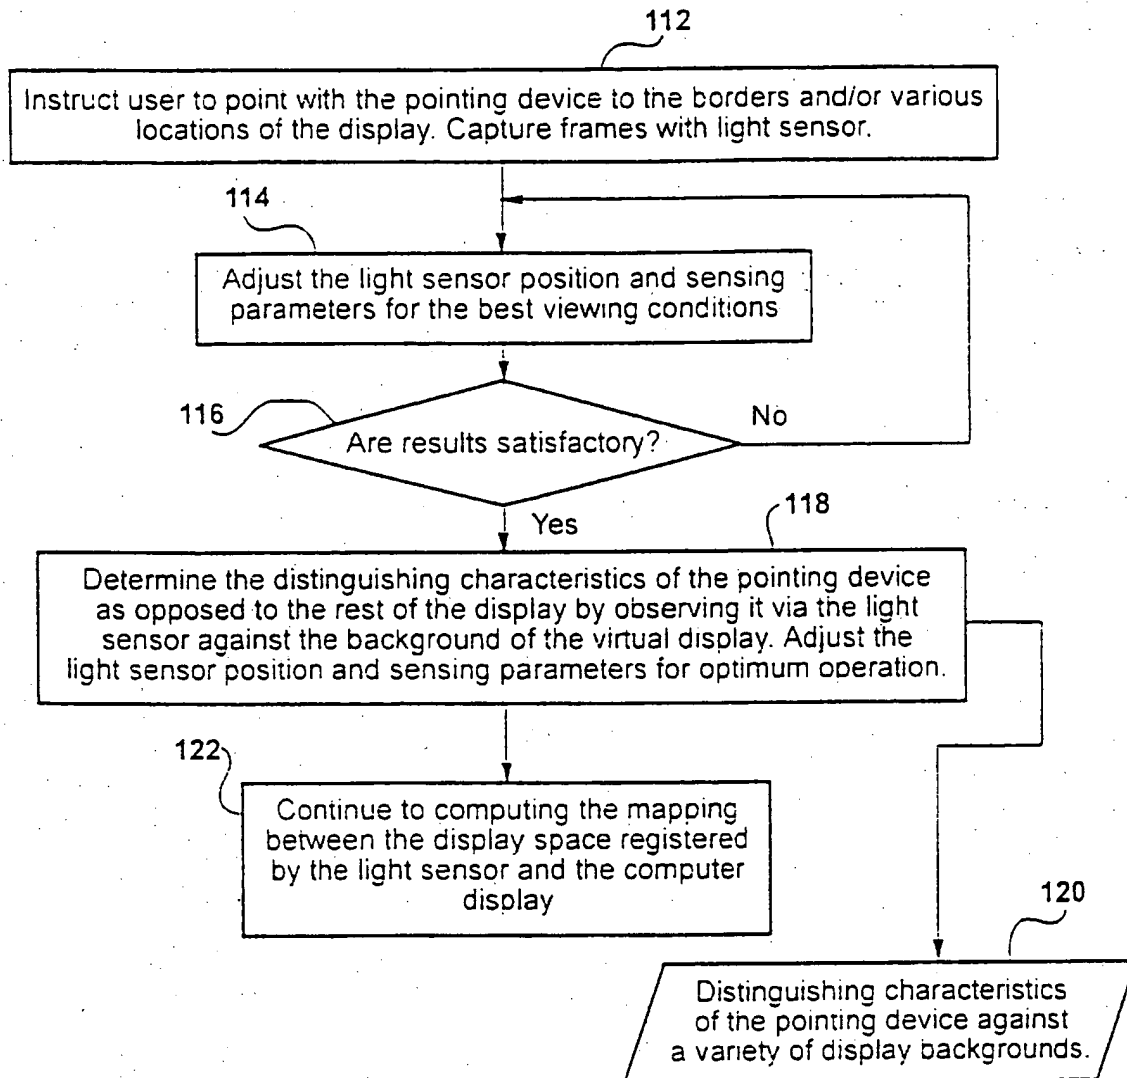 112
Instruct user to point with the pointing device to the borders and/or various
locations of the display. Capture frames with light sensor.
114
Adjust the light sensor position and sensing
parameters for the best viewing conditions
116
Are results satisfactory?
No
Yes
118
Determine the distinguishing characteristics of the pointing device
as opposed to the rest of the display by observing it via the light
sensor against the background of the virtual display. Adjust the
light sensor position and sensing parameters for optimum operation.
122
Continue to computing the mapping
between the display space registered
by the light sensor and the computer
display
120
Distinguishing characteristics
of the pointing device against
a variety of display backgrounds.